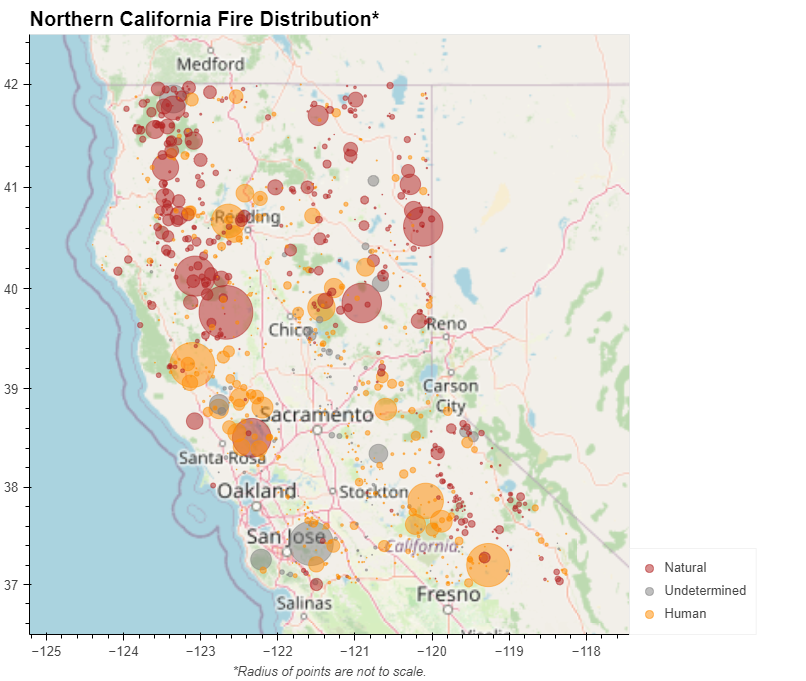 Northern California Fire Distribution*
Medford
42
41
Redding
40
Reno
Chico
39
Carson
City
Sacramento
Santa Rosa
38
Oakland
Stockton
San Jose
California
37
Fresno
Salinas
Natural
Undetermined
Human
−125
−124
−123
−122
−121
−120
−119
−118
*Radius of points are not to scale.